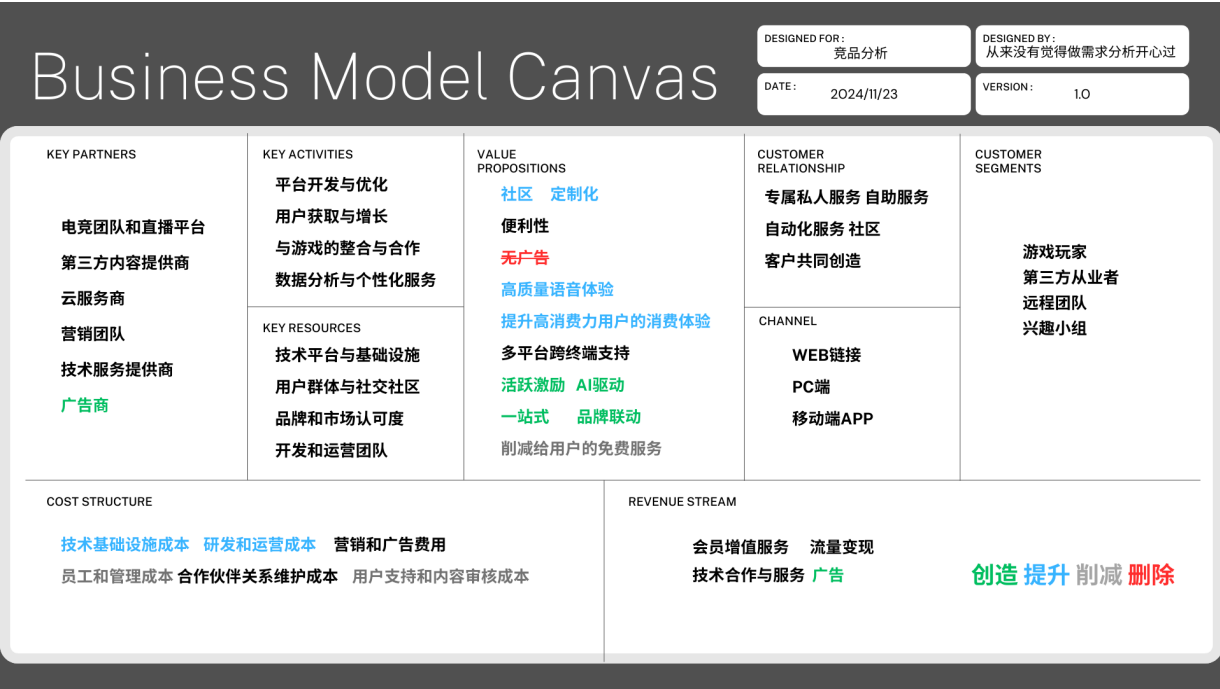 Business Model Canvas
DESIGNED FOR :
竞品分析
DESIGNED BY :
从来没有觉得做需求分析开心过
DATE :
2024/11/23
VERSION :
1.0
KEY PARTNERS
电竞团队和直播平台
第三方内容提供商
云服务商
营销团队
技术服务提供商
广告商
KEY ACTIVITIES
平台开发与优化
用户获取与增长
与游戏的整合与合作
数据分析与个性化服务
KEY RESOURCES
技术平台与基础设施
用户群体与社交社区
品牌和市场认可度
开发和运营团队
VALUE
PROPOSITIONS
社区 定制化
便利性
无广告
高质量语音体验
提升高消费力用户的消费体验
多平台跨终端支持
活跃激励 AI驱动
一站式 品牌联动
削减给用户的免费服务
CUSTOMER
RELATIONSHIP
专属私人服务 自助服务
自动化服务 社区
客户共同创造
CHANNEL
WEB链接
PC端
移动端APP
CUSTOMER
SEGMENTS
游戏玩家
第三方从业者
远程团队
兴趣小组
COST STRUCTURE
技术基础设施成本 研发和运营成本 营销和广告费用
员工和管理成本 合作伙伴关系维护成本 用户支持和内容审核成本
REVENUE STREAM
会员增值服务 流量变现
技术合作与服务 广告
创造 提升 削减 删除